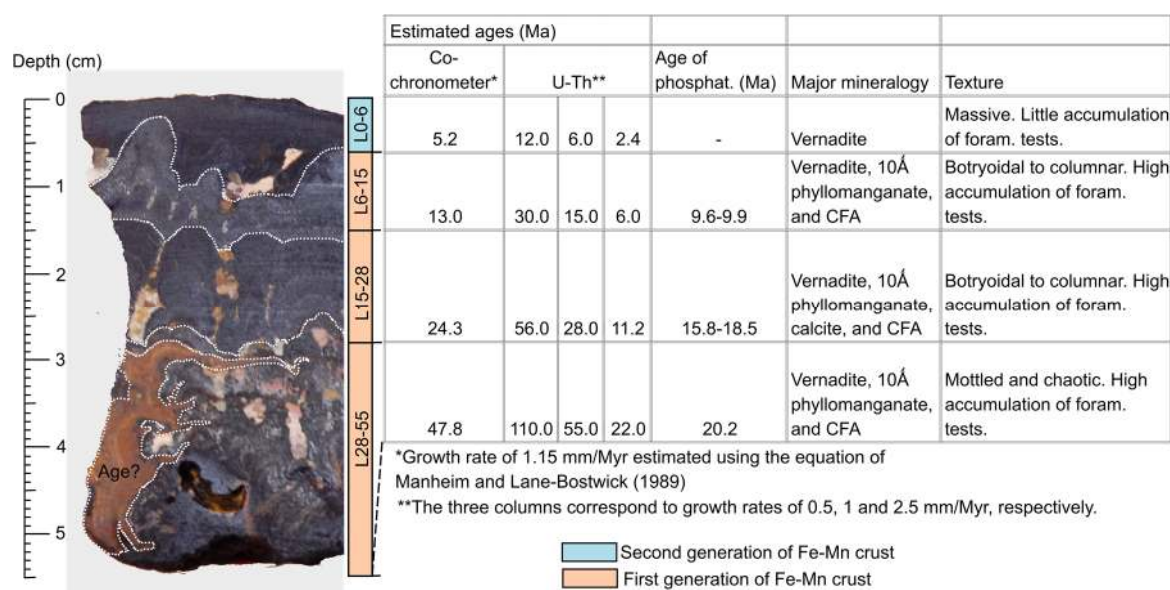 Estimated ages (Ma)
Depth (cm)
Co-
chronometer*
U-Th**
Age of
phosphat. (Ma)
Major mineralogy
Texture
0
1
2
3
4
5
Age?
L0-6
5.2
12.0
6.0
2.4
-
Vernadite
Massive. Little accumulation
of foram. tests.
L6-15
13.0
30.0
15.0
6.0
9.6-9.9
Vernadite, 10Å
phyllomanganate,
and CFA
Botryoidal to columnar. High
accumulation of foram.
tests.
L15-28
24.3
56.0
28.0
11.2
15.8-18.5
Vernadite, 10Å
phyllomanganate,
calcite, and CFA
Botryoidal to columnar. High
accumulation of foram.
tests.
L28-55
47.8
110.0
55.0
22.0
20.2
Vernadite, 10Å
phyllomanganate,
and CFA
Mottled and chaotic. High
accumulation of foram.
tests.
*Growth rate of 1.15 mm/Myr estimated using the equation of
Manheim and Lane-Bostwick (1989)
**The three columns correspond to growth rates of 0.5, 1 and 2.5 mm/Myr, respectively.
Second generation of Fe-Mn crust
First generation of Fe-Mn crust